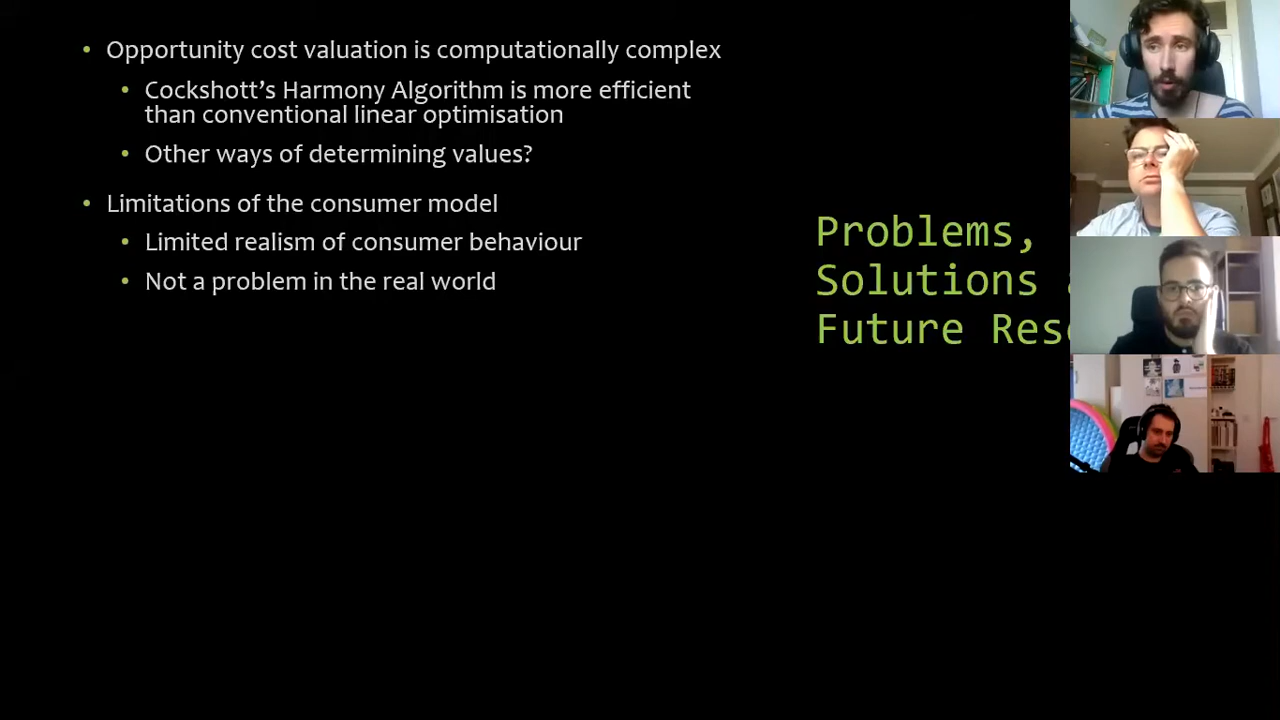 Opportunity cost valuation is computationally complex
Cockshott’s Harmony Algorithm is more efficient
than conventional linear optimisation
Other ways of determining values?
Limitations of the consumer model
Limited realism of consumer behaviour
Not a problem in the real world
Problems,
Solutions
Future